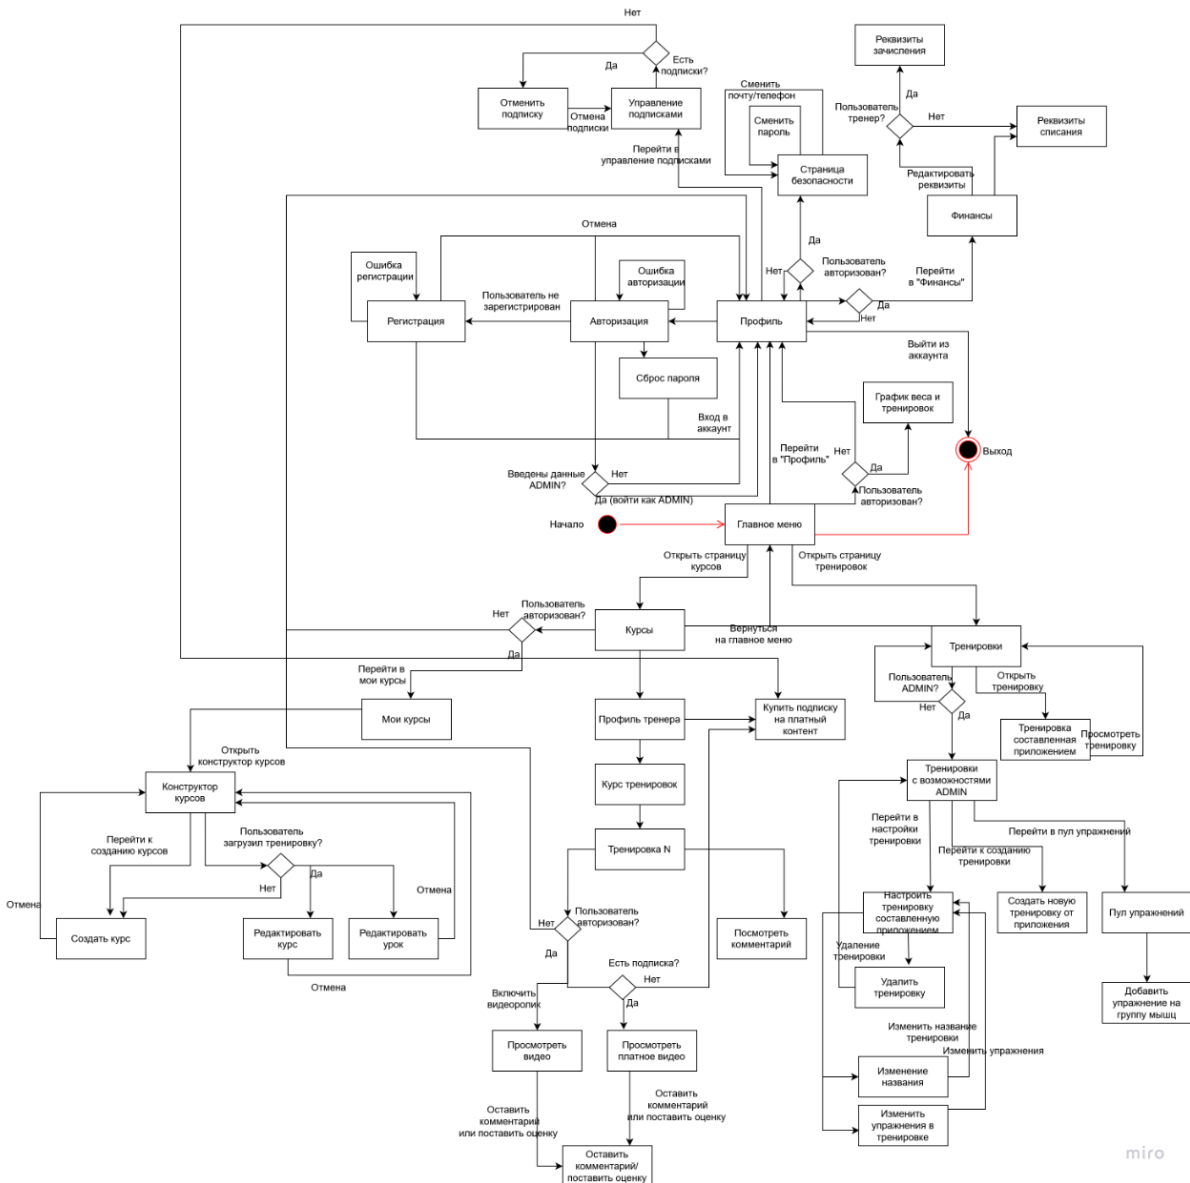 Нет
Есть
подписки?
Да
Отменить
подписку
Отмена
подписки
Управление
подписками
Перейти в
управление подписками
Сменить
почту/телефон
Сменить
пароль
Страница
безопасности
Реквизиты
зачисления
Да
Пользователь
тренер?
Нет
Реквизиты
списания
Редактировать
реквизиты
Финансы
Отмена
Да
Пользователь
авторизован?
Нет
Перейти
в "Финансы"
Да
Нет
Ошибка
регистрации
Ошибка
авторизации
Пользователь не
зарегистрирован
Регистрация
Авторизация
Профиль
Выйти из
аккаунта
Сброс пароля
График веса и
тренировок
Вход в
аккаунт
Перейти
в "Профиль"
Нет
Да
Выход
Введены данные
ADMIN?
Нет
Да (войти как ADMIN)
Пользователь
авторизован?
Начало
Главное меню
Открыть страницу
курсов
Открыть страницу
тренировок
Пользователь
авторизован?
Нет
Да
Курсы
Вернуться
на главное меню
Тренировки
Перейти в
мои курсы
Мои курсы
Профиль тренера
Купить подписку
на платный
контент
Пользователь
ADMIN?
Нет
Да
Открыть
тренировку
Тренировка
составленная
приложением
Просмотреть
тренировку
Открыть
конструктор курсов
Конструктор
курсов
Курс тренировок
Тренировки
с возможностями
ADMIN
Перейти к
созданию курсов
Пользователь
загрузил тренировку?
Нет
Да
Тренировка N
Перейти в
настройки
тренировки
Перейти к созданию
тренировки
Перейти в пул упражнений
Отмена
Отмена
Создать курс
Редактировать
курс
Редактировать
урок
Отмена
Нет
Пользователь
авторизован?
Да
Посмотреть
комментарий
Настроить
тренировку
составленную
приложением
Создать новую
тренировку от
приложения
Пул упражнений
Есть подписка?
Нет
Да
Включить
видеоролик
Удаление
тренировки
Удалить
тренировку
Добавить
упражнение на
группу мышц
Просмотреть
видео
Просмотреть
платное видео
Изменить название
тренировки
Изменить упражнения
Изменение
названия
Оставить
комментарий
или поставить оценку
Оставить
комментарий
или поставить оценку
Изменить
упражнения в
тренировке
Оставить
комментарий/
поставить оценку
miro